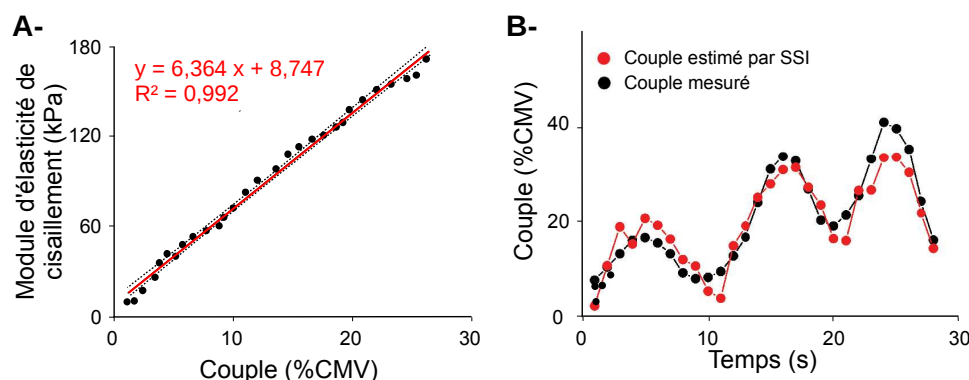 A-
Module d'élasticité de
cisaillement (kPa)
180
120
60
0
y = 6,364 x + 8,747
R² = 0,992
0
10
20
30
Couple (%CMV)
B-
Couple estimé par SSI
Couple mesuré
Couple (%CMV)
40
20
0
0
10
20
30
Temps (s)